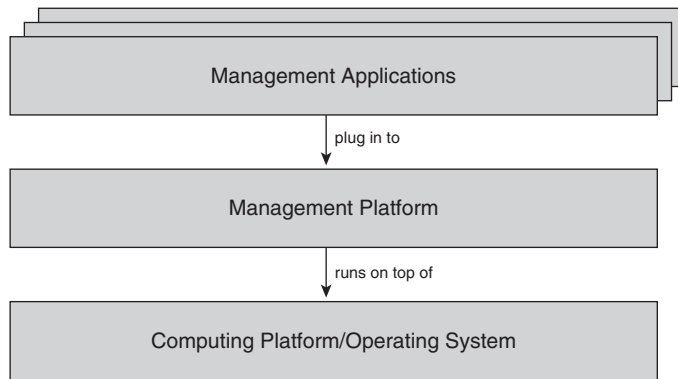 Management Applications
plug in to
Management Platform
runs on top of
Computing Platform/Operating System